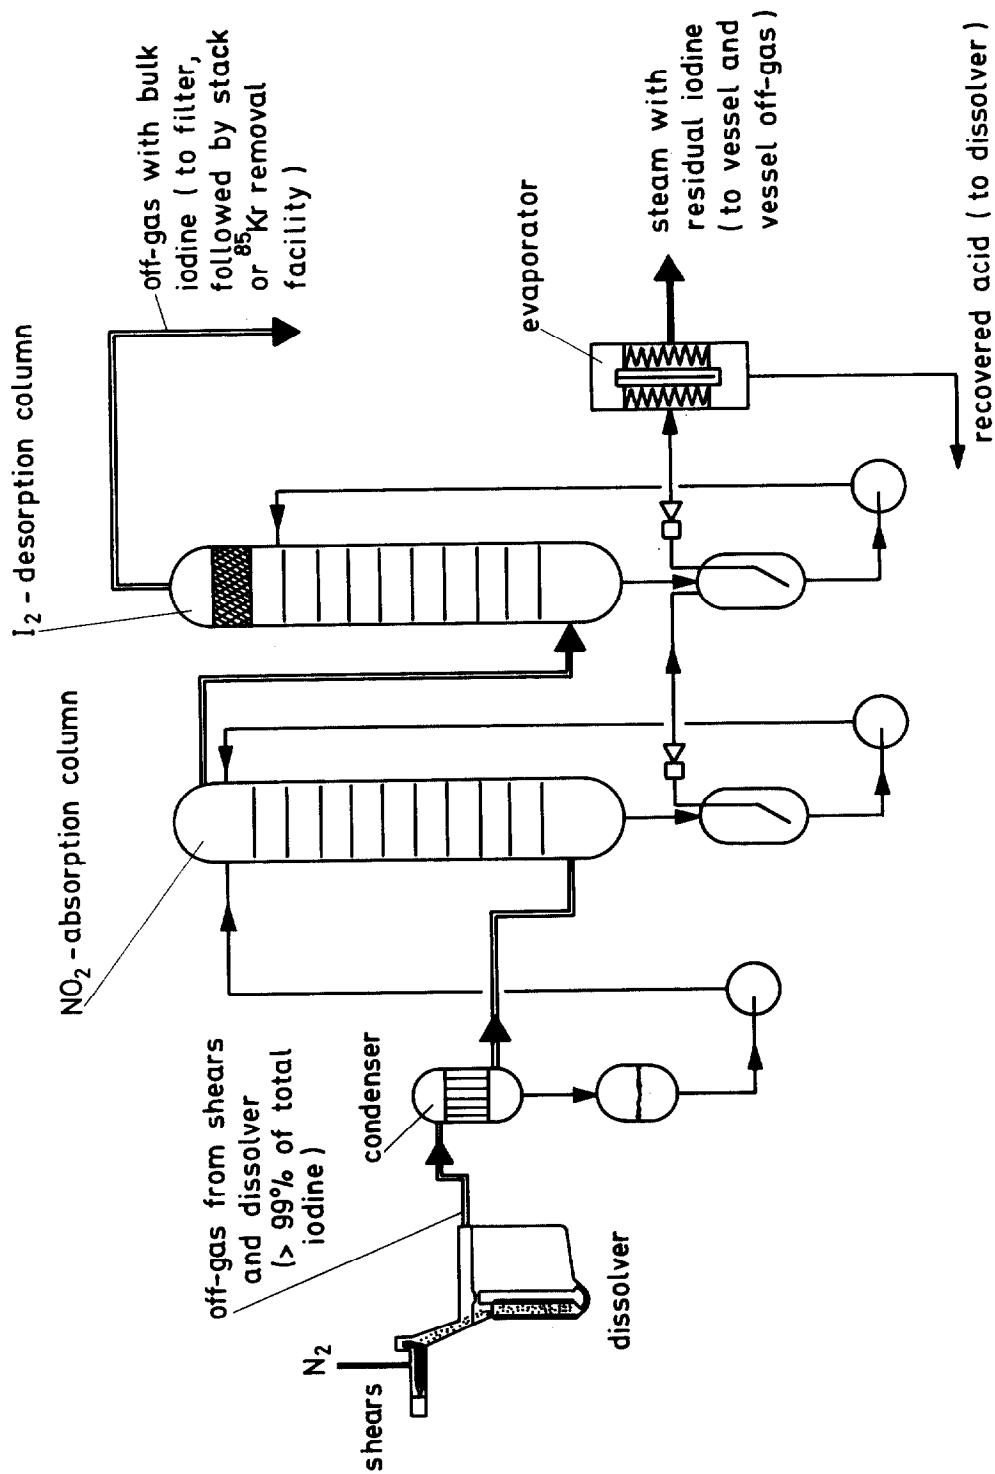 I₂ – desorption column
off-gas with bulk
iodine ( to filter,
followed by stack
or ⁸⁵Kr removal
facility )
NO₂ – absorption column
evaporator
steam with
residual iodine
( to vessel and
vessel off-gas )
off-gas from shears
and dissolver
( > 99% of total
iodine )
condenser
N₂
shears
dissolver
recovered acid ( to dissolver )